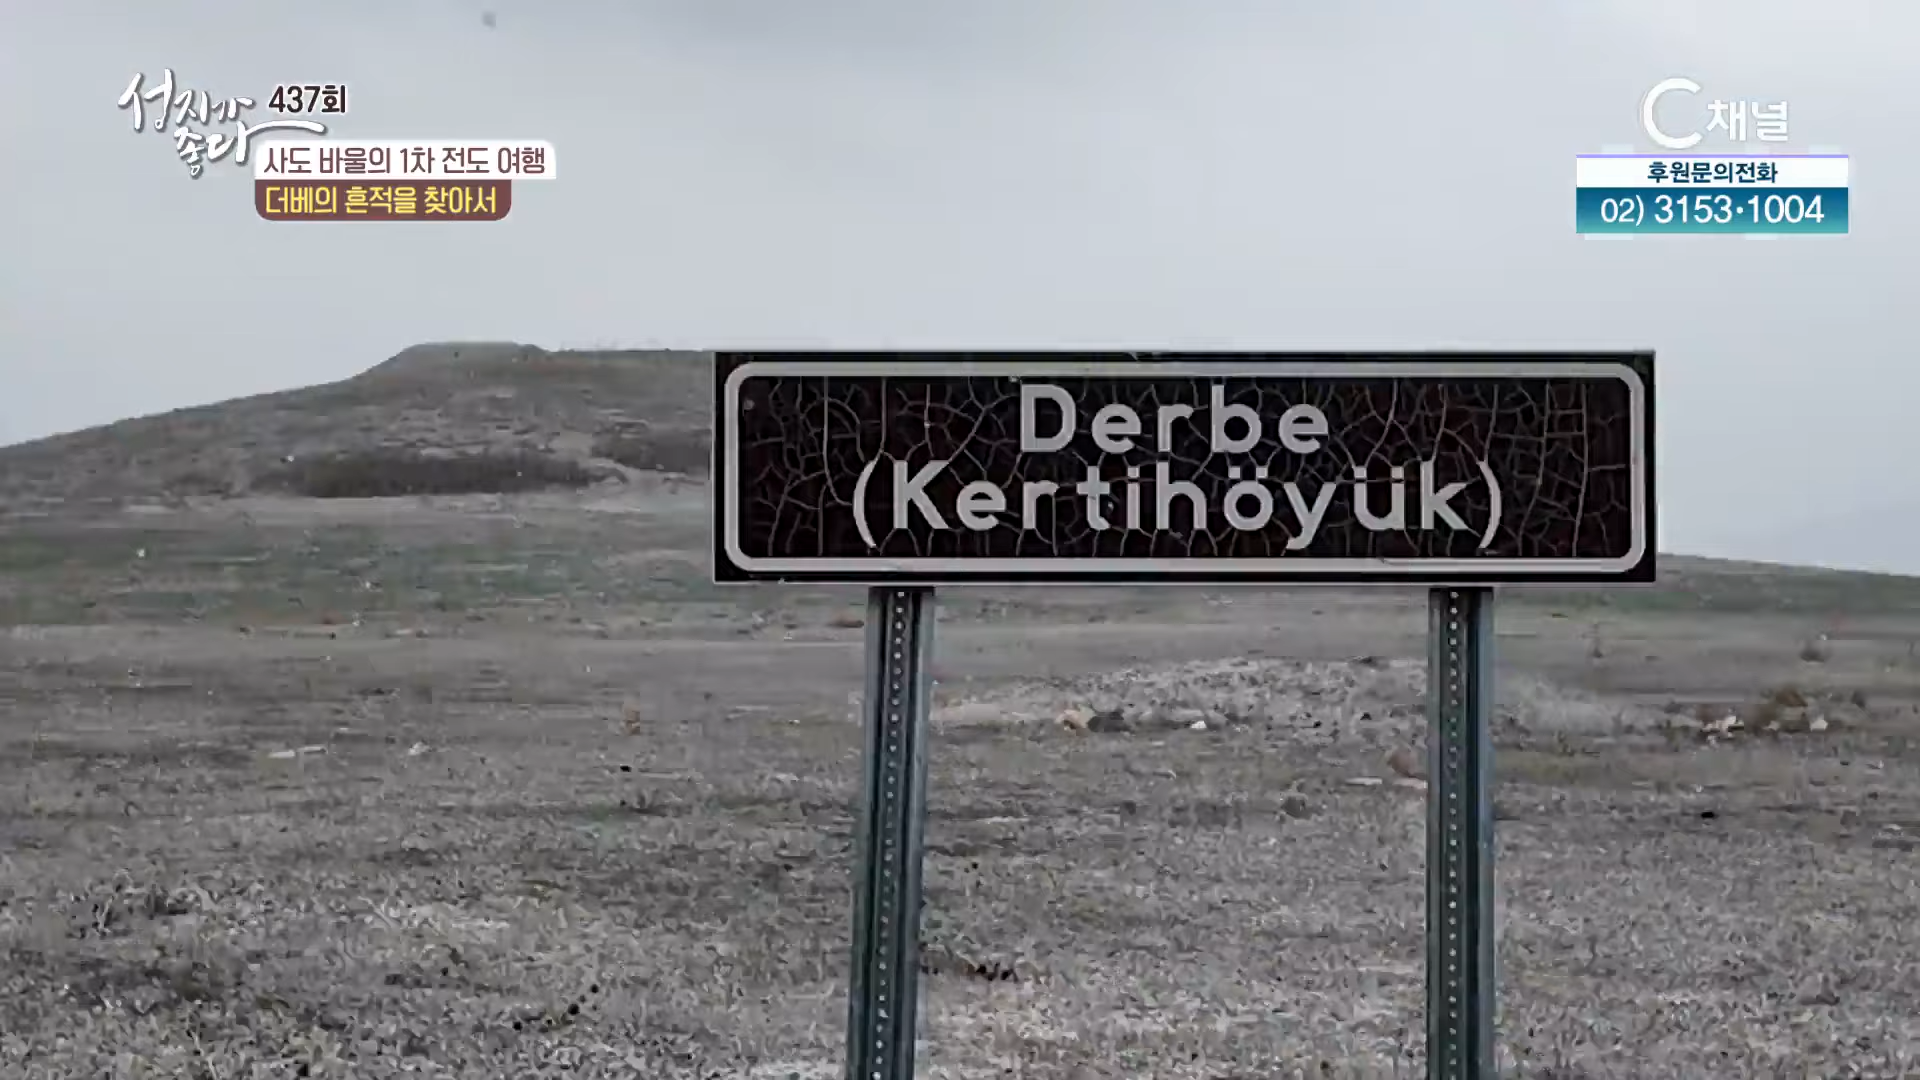 성지가
좋다
437회
사도 바울의 1차 전도 여행
더베의 흔적을 찾아서
C채널
후원문의전화
02) 3153·1004
Derbe
(Kertihöyük)